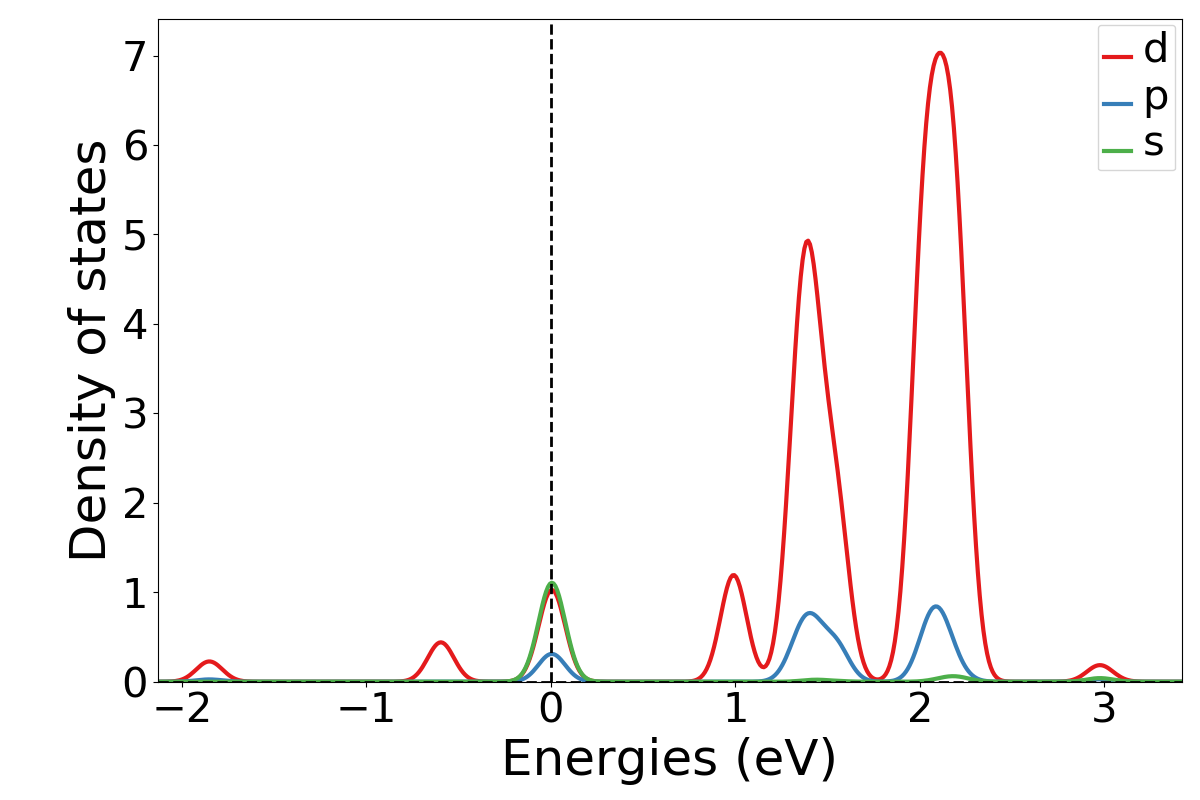 Density of states
7
6
5
4
3
2
1
0
−2 −1 0 1 2 3
Energies (eV)
d
p
s